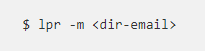 $ lpr -m <dir-email>